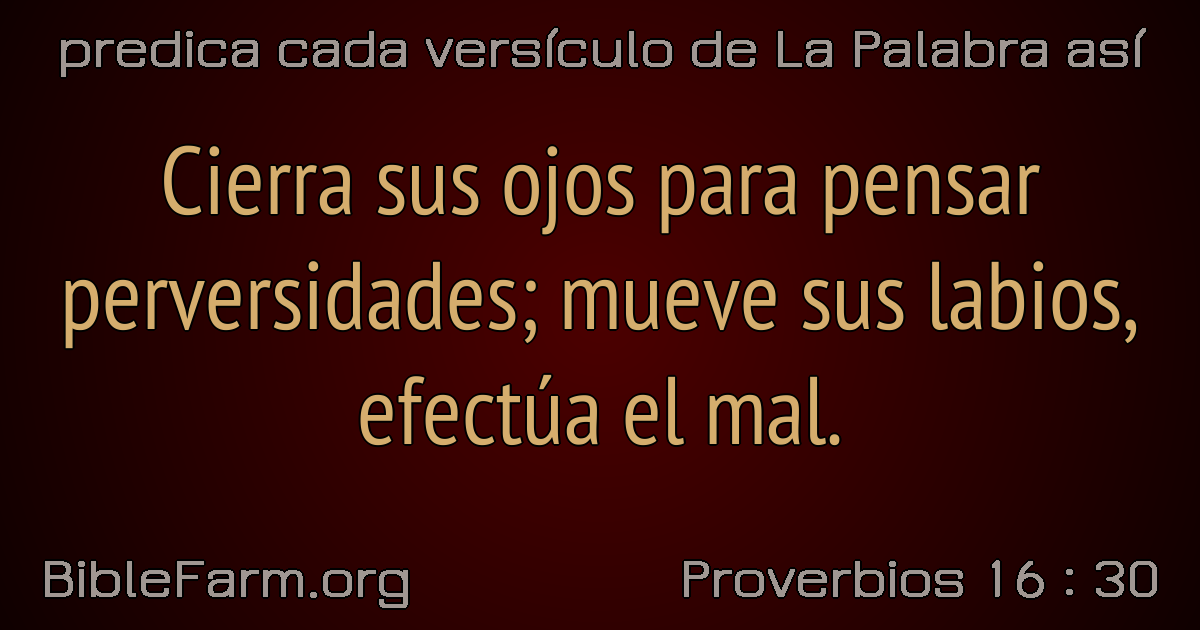 predica cada versículo de La Palabra así
Cierra sus ojos para pensar
perversidades; mueve sus labios,
efectúa el mal.
BibleFarm.org
Proverbios 16 : 30